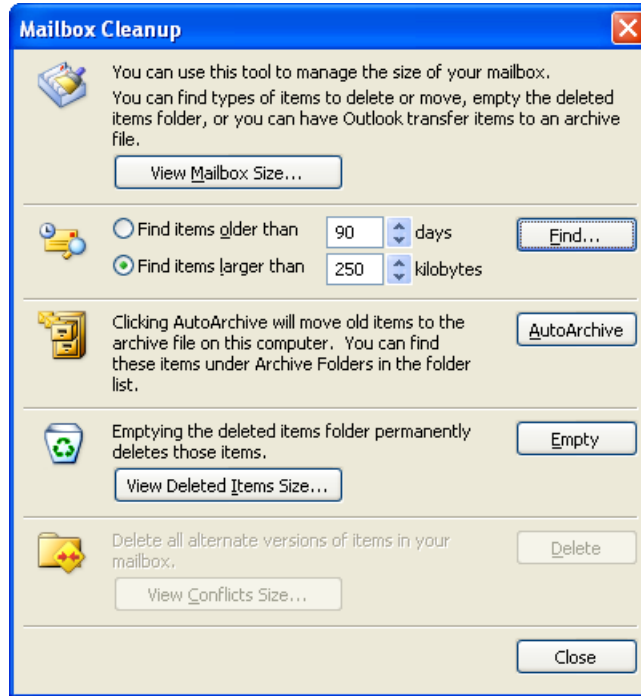 Mailbox Cleanup
You can use this tool to manage the size of your mailbox.
You can find types of items to delete or move, empty the deleted
items folder, or you can have Outlook transfer items to an archive
file.
View Mailbox Size...
Find items older than 90 days Find...
Find items larger than 250 kilobytes
Clicking AutoArchive will move old items to the
archive file on this computer. You can find
these items under Archive Folders in the folder
list.
AutoArchive
Emptying the deleted items folder permanently
deletes those items.
Empty
View Deleted Items Size...
Delete all alternate versions of items in your
mailbox.
Delete
View Conflicts Size...
Close